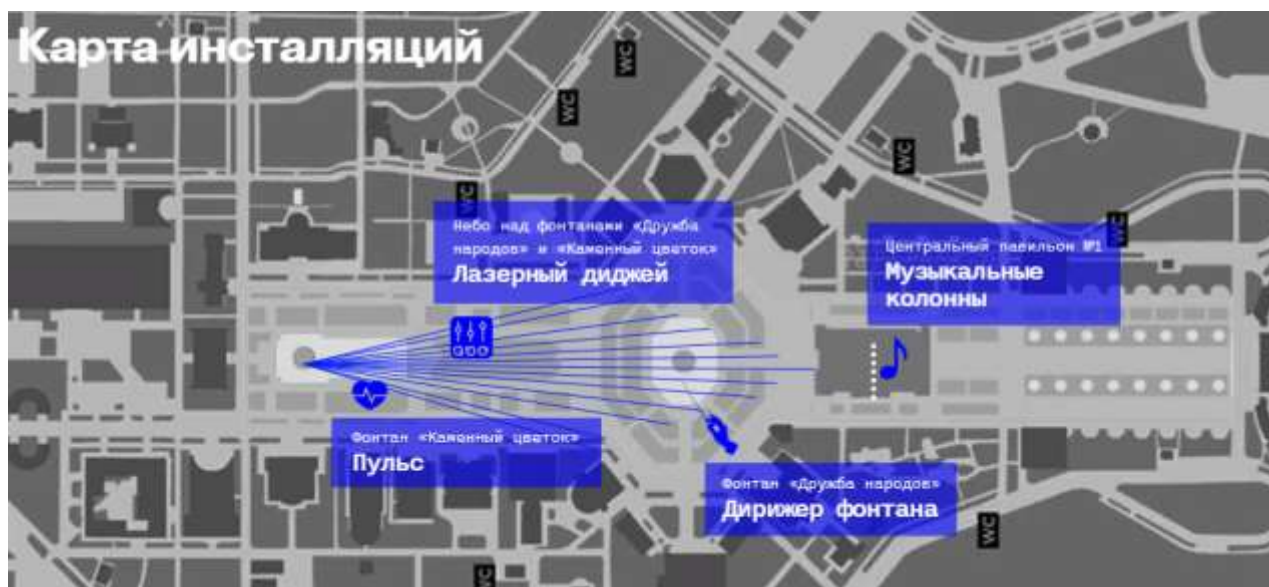 Карта инсталляций
WC
WC
WC
WC
WC
Небо над фонтанами «Дружба
народов» и «Каменный цветок»
Лазерный диджей
Центральный павильон №1
Музыкальные
колонны
Фонтан «Каменный цветок»
Пульс
Фонтан «Дружба народов»
Дирижер фонтана
WC
WC